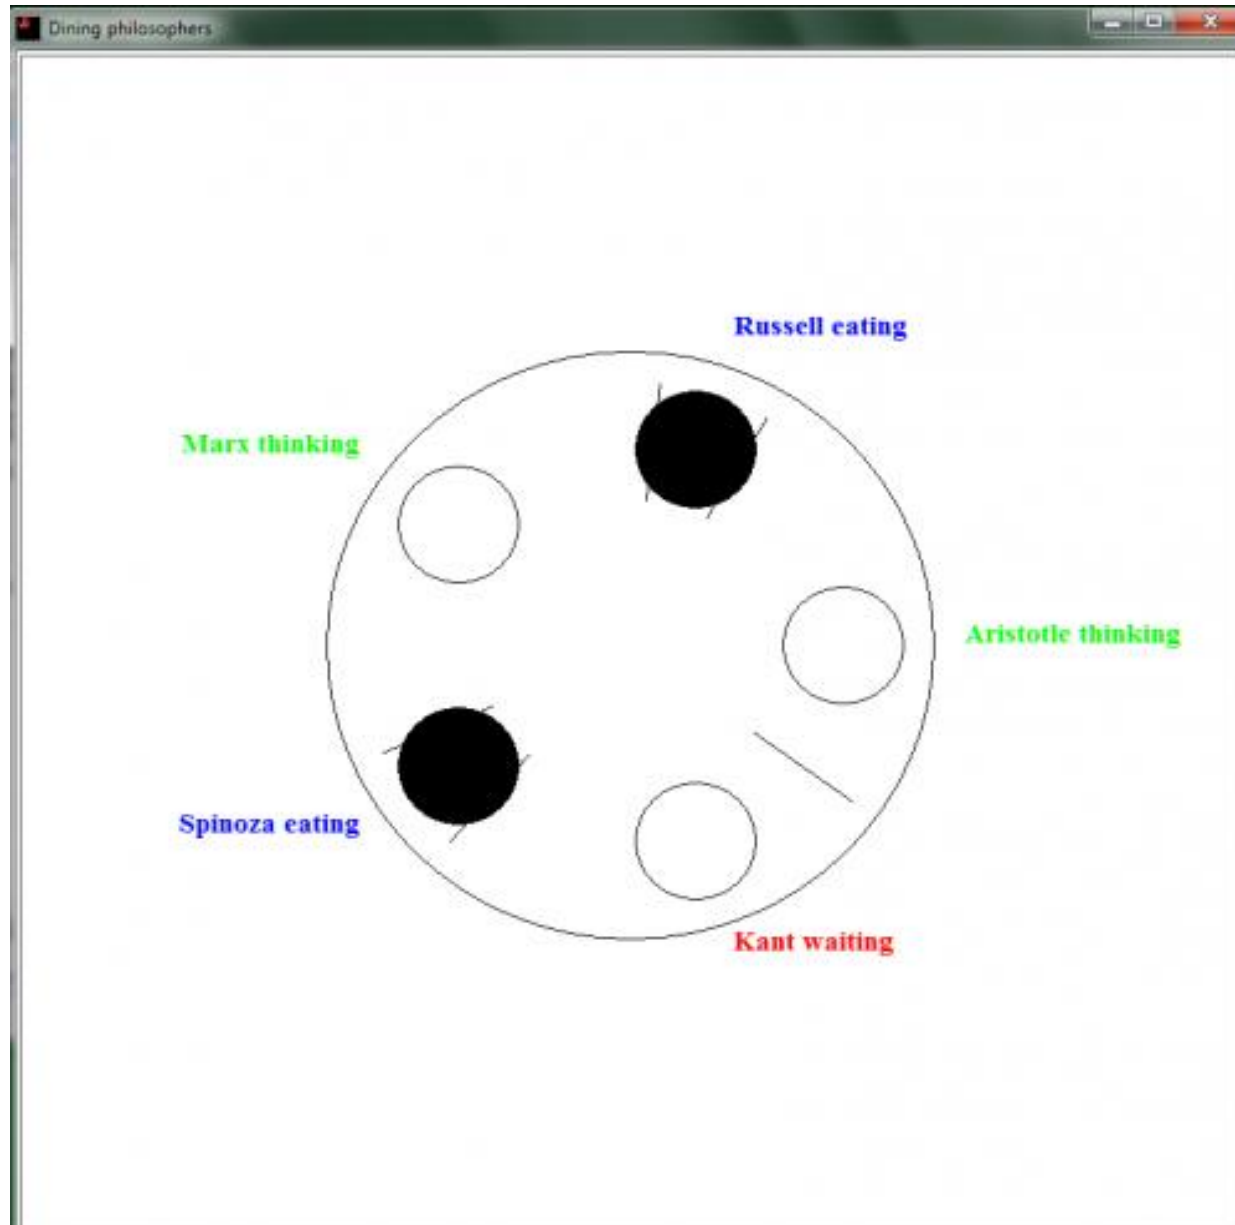 Dining philosophers
Russell eating
Marx thinking
Aristotle thinking
Spinoza eating
Kant waiting